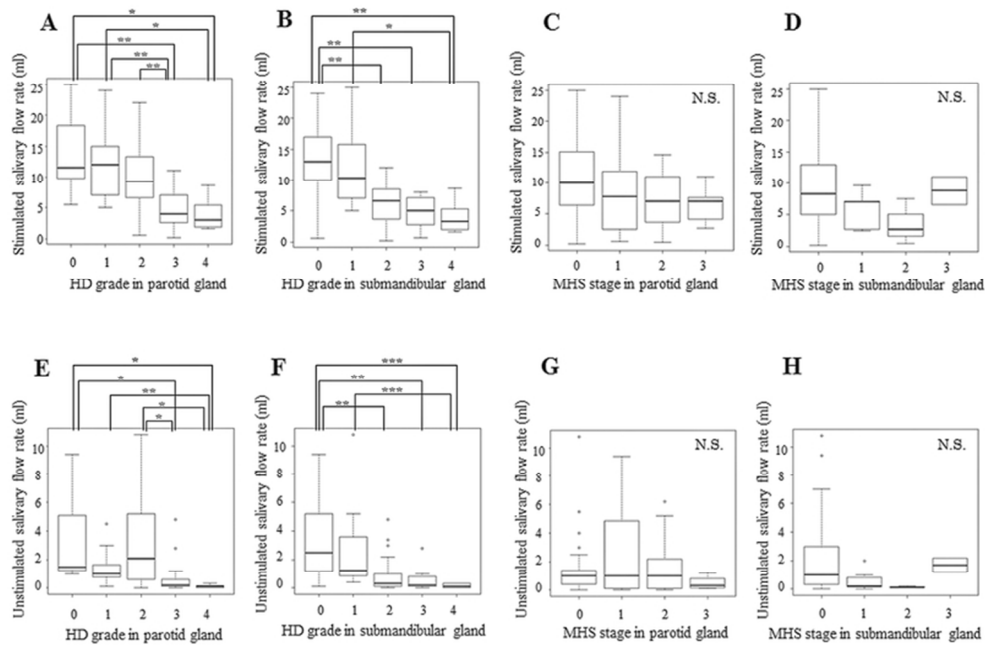 A
*
*
**
**
**
Stimulated salivary flow rate (ml)
25
20
15
10
5
0
0 1 2 3 4
HD grade in parotid gland
B
**
*
**
**
Stimulated salivary flow rate (ml)
25
20
15
10
5
0
0 1 2 3 4
HD grade in submandibular gland
C
N.S.
Stimulated salivary flow rate (ml)
25
20
15
10
5
0
0 1 2 3
MHS stage in parotid gland
D
N.S.
Stimulated salivary flow rate (ml)
25
20
15
10
5
0
0 1 2 3
MHS stage in submandibular gland
E
*
*
**
*
*
Unstimulated salivary flow rate (ml)
10
8
6
4
2
0
0 1 2 3 4
HD grade in parotid gland
F
***
**
***
**
Unstimulated salivary flow rate (ml)
10
8
6
4
2
0
0 1 2 3 4
HD grade in submandibular gland
G
N.S.
Unstimulated salivary flow rate (ml)
10
8
6
4
2
0
0 1 2 3
MHS stage in parotid gland
H
N.S.
Unstimulated salivary flow rate (ml)
10
8
6
4
2
0
0 1 2 3
MHS stage in submandibular gland